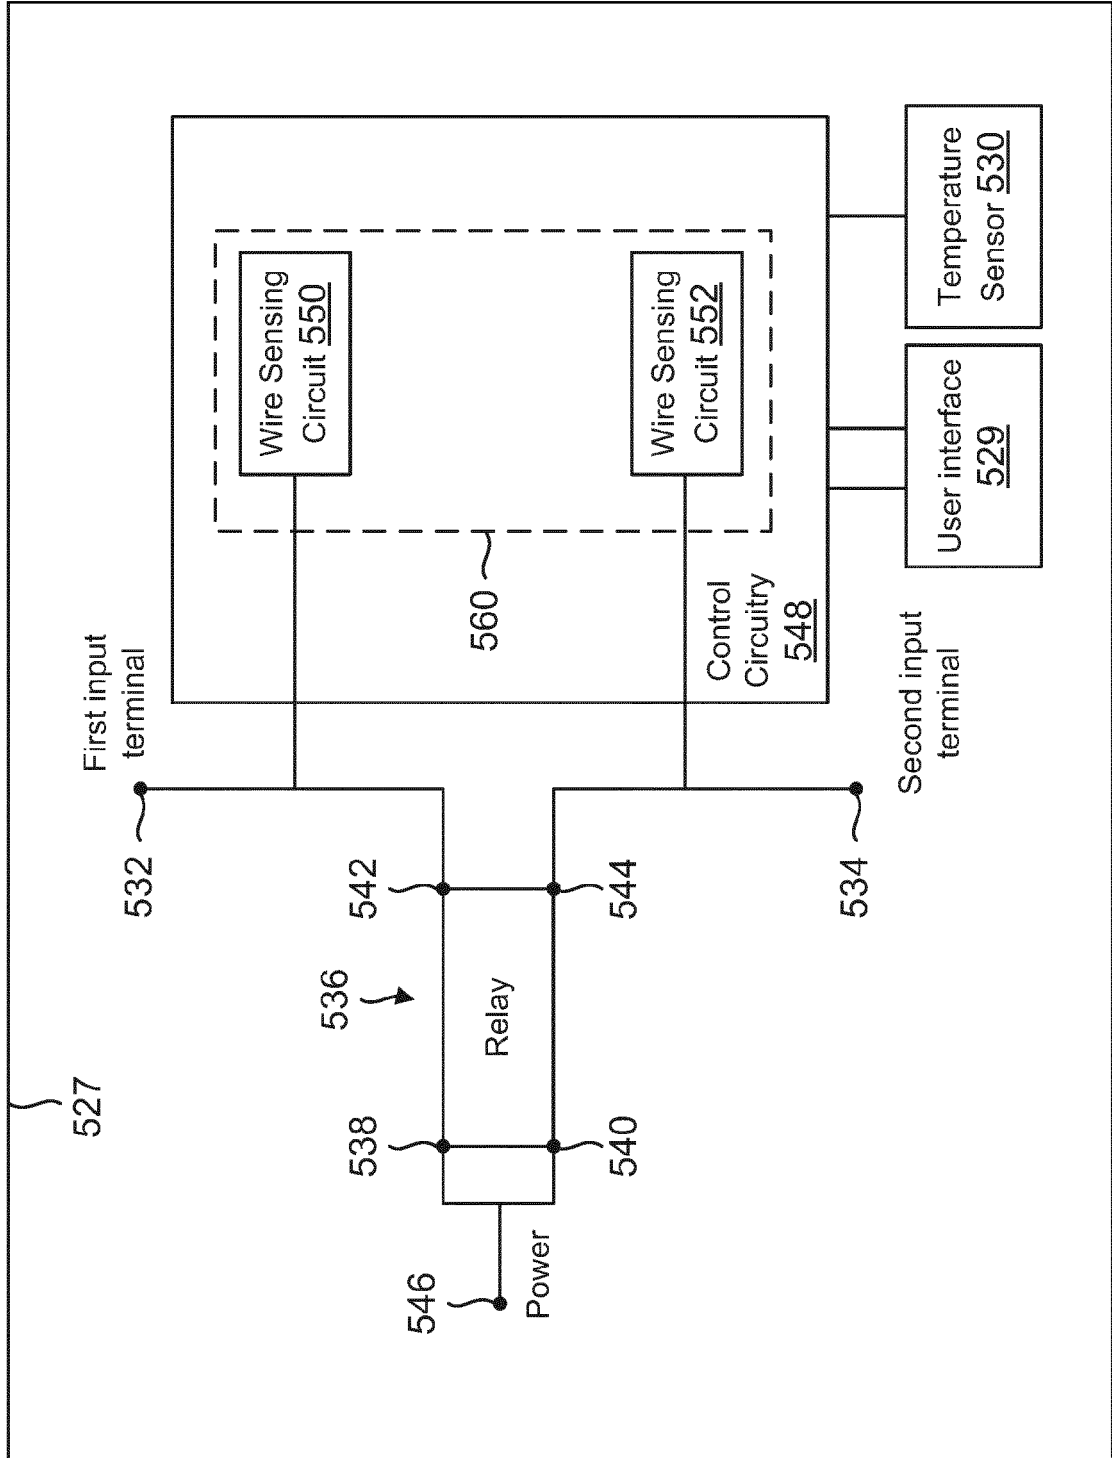 527
First input
terminal
532
Wire Sensing
Circuit 550
536
538
542
546
Relay
560
Power
540
544
Wire Sensing
Circuit 552
Control
Circuitry
548
534
Second input
terminal
User interface
529
Temperature
Sensor 530